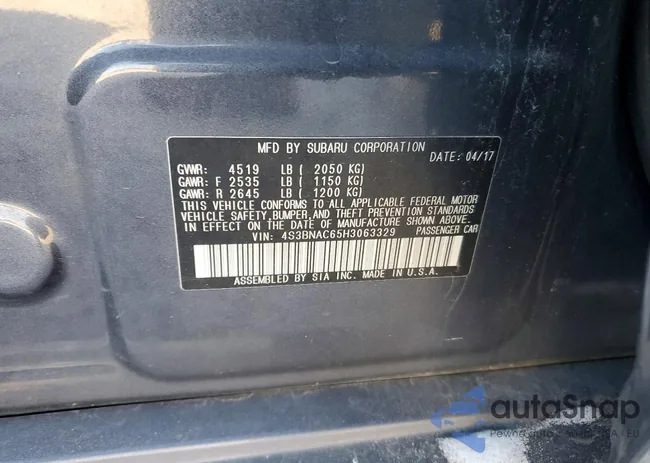 MFD BY SUBARU CORPORATION
DATE: 04/17
GVWR: 4519 LB ( 2050 KG)
GAWR: F 2535 LB ( 1150 KG)
GAWR: R 2645 LB ( 1200 KG)
THIS VEHICLE CONFORMS TO ALL APPLICABLE FEDERAL MOTOR
VEHICLE SAFETY, BUMPER, AND THEFT PREVENTION STANDARDS
IN EFFECT ON THE DATE OF MANUFACTURE SHOWN ABOVE.
VIN: 4S3BNAC65H3063329 PASSENGER CAR
ASSEMBLED BY SIA INC. MADE IN U.S.A.
autoSnap
Powered